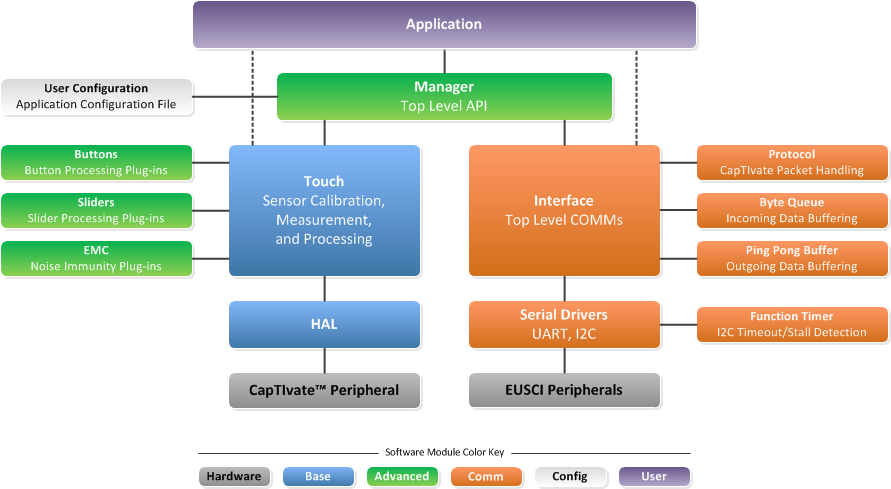 Application
Manager
Top Level API
User Configuration
Application Configuration File
Buttons
Button Processing Plug-ins
Sliders
Slider Processing Plug-ins
EMC
Noise Immunity Plug-ins
Touch
Sensor Calibration,
Measurement,
and Processing
Interface
Top Level COMMs
Protocol
CapTIvate Packet Handling
Byte Queue
Incoming Data Buffering
Ping Pong Buffer
Outgoing Data Buffering
HAL
Serial Drivers
UART, I2C
Function Timer
I2C Timeout/Stall Detection
CapTIvate™ Peripheral
EUSCI Peripherals
Software Module Color Key
Hardware
Base
Advanced
Comm
Config
User